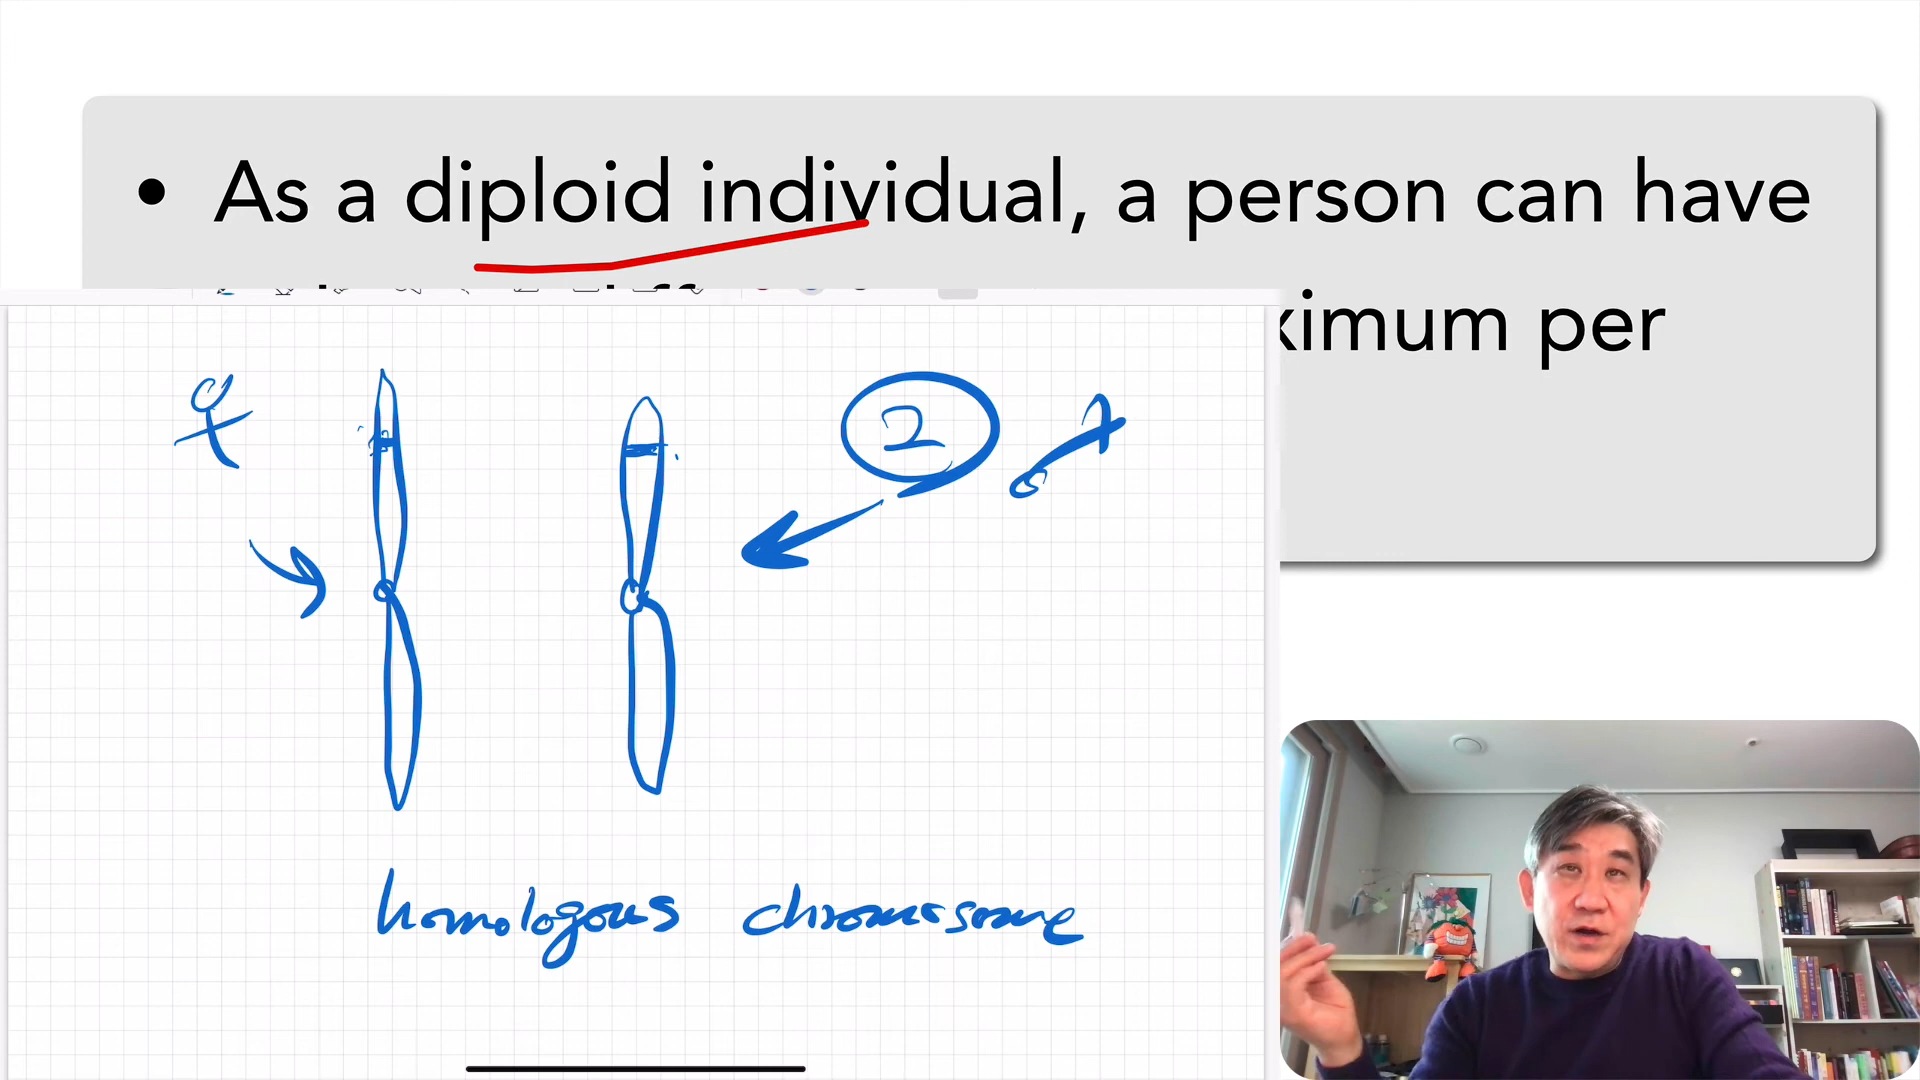 • As a diploid individual, a person can have
ximum per
♀
2
♂
homologous chromosome